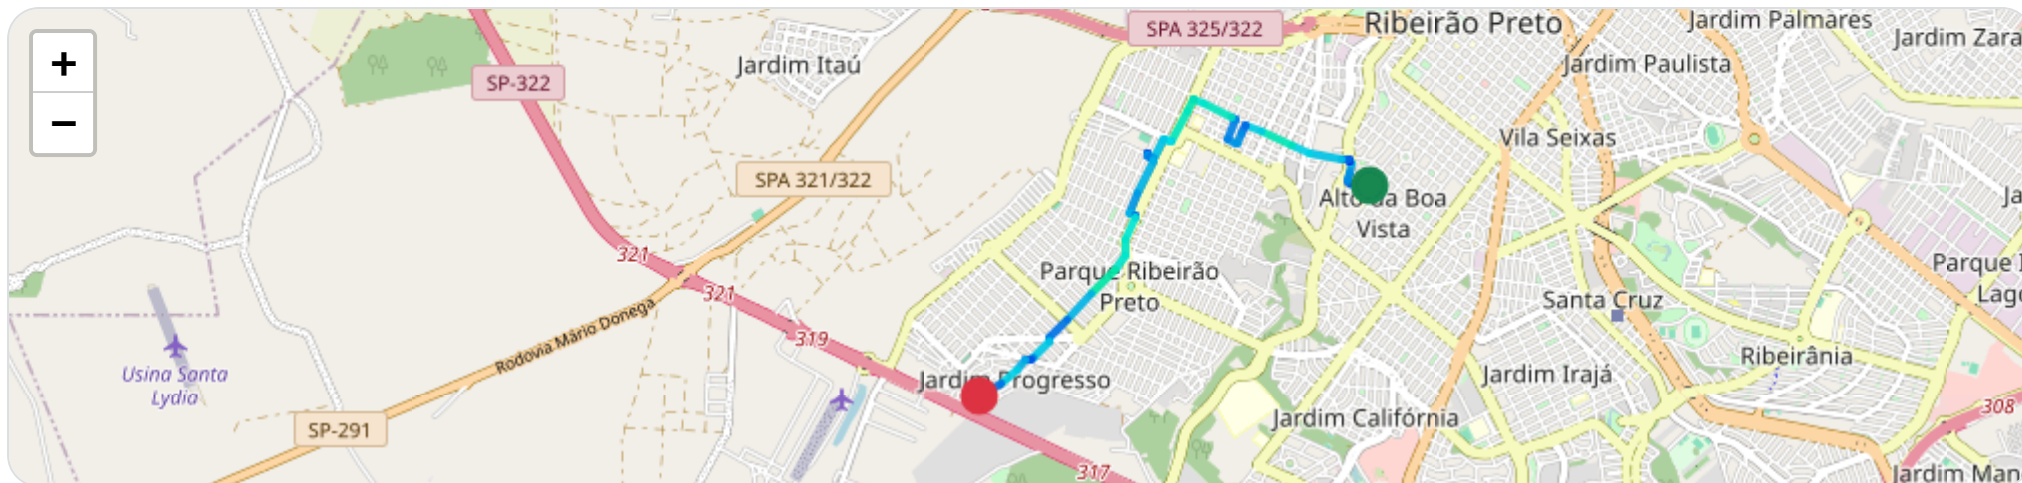 +
−
SPA 325/322
Ribeirão Preto
Jardim Palmares
Jardim Zara
Jardim Itaú
Jardim Paulista
SP-322
Vila Seixas
SPA 321/322
Alto da Boa
Vista
321
321
319
Rodovia Mário Donega
Parque Ribeirão
Preto
Santa Cruz
Parque I
Lago
Ja
Usina Santa
Lydia
Jardim Progresso
Jardim Irajá
Ribeirânia
Jardim Califórnia
308
SP-291
317
Jardim Man